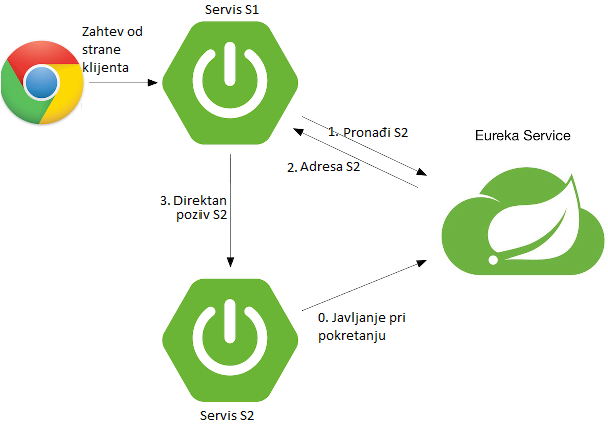 Servis S1
Zahtev od
strane
klijenta
1. Pronađi S2
Eureka Service
2. Adresa S2
3. Direktan
poziv S2
0. Javljanje pri
pokretanju
Servis S2